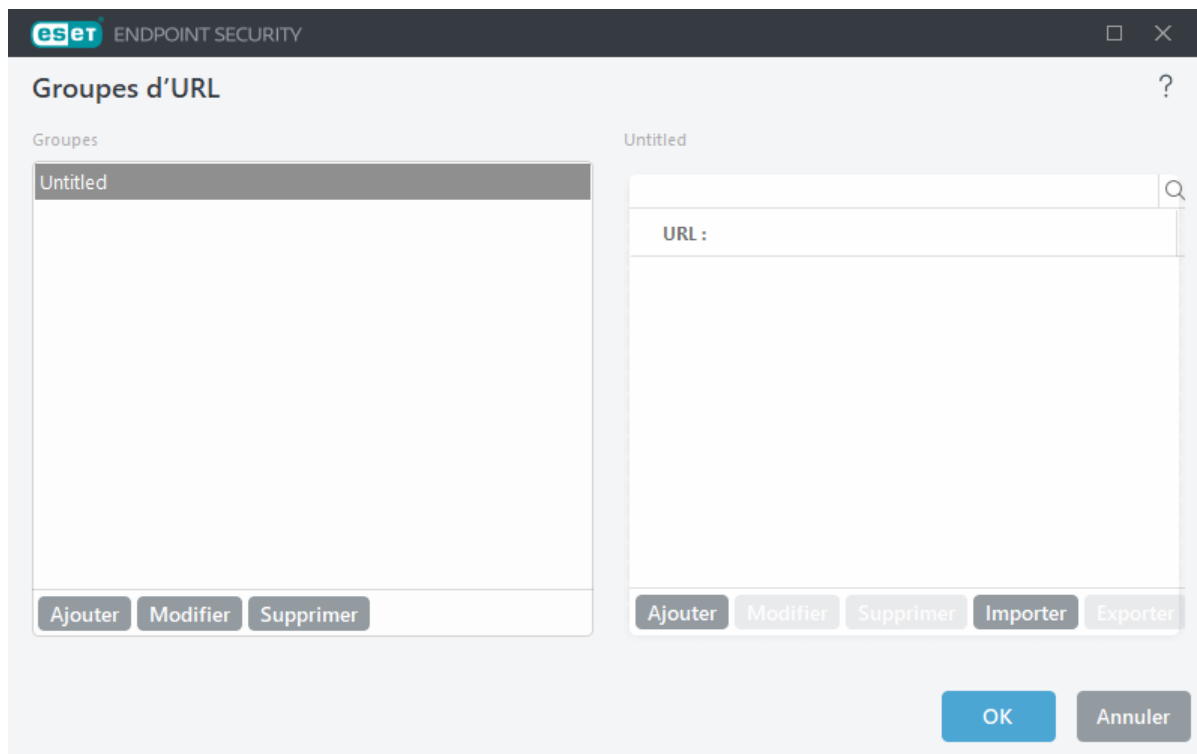 eset ENDPOINT SECURITY
Groupes d'URL
?
Groupes
Untitled
Untitled
URL :
Ajouter Modifier Supprimer
Ajouter Modifier Supprimer Importer Exporter
OK Annuler